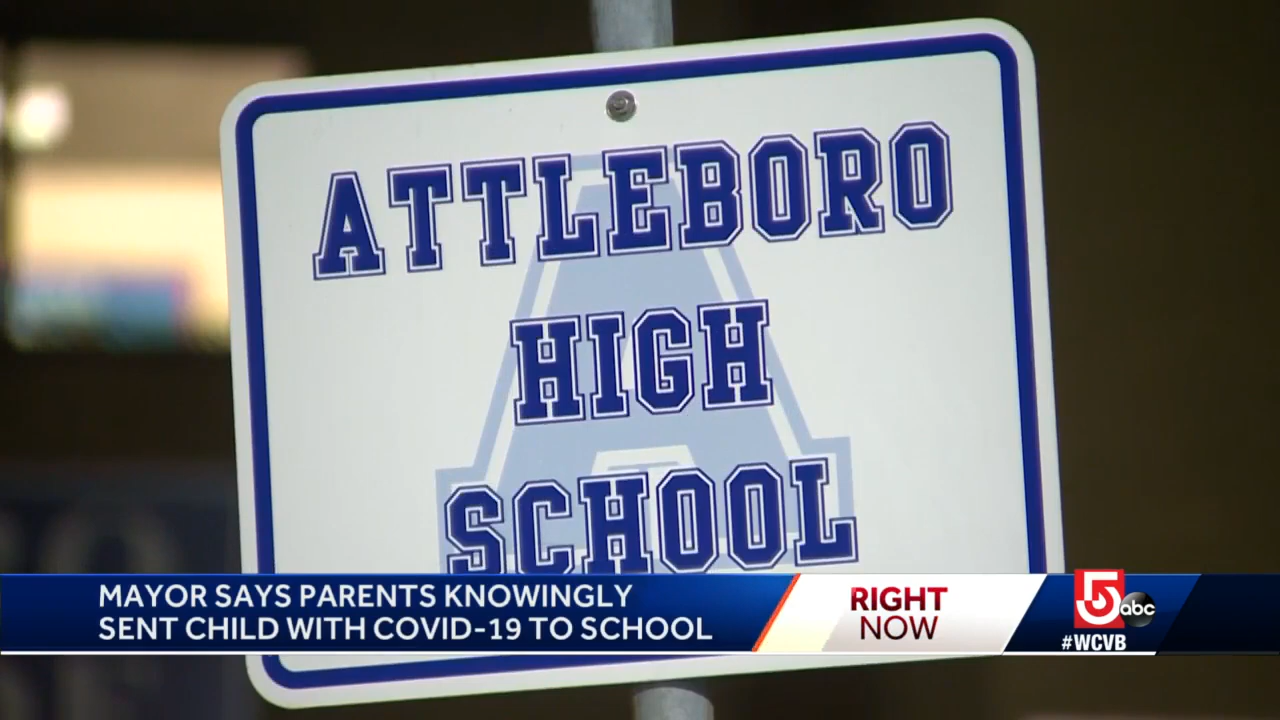 ATTLEBORO
HIGH
SCHOOL
MAYOR SAYS PARENTS KNOWINGLY
SENT CHILD WITH COVID-19 TO SCHOOL
RIGHT
NOW
5
abc
#WCVB